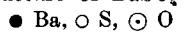 ● Ba, ○ S, ⊙ O